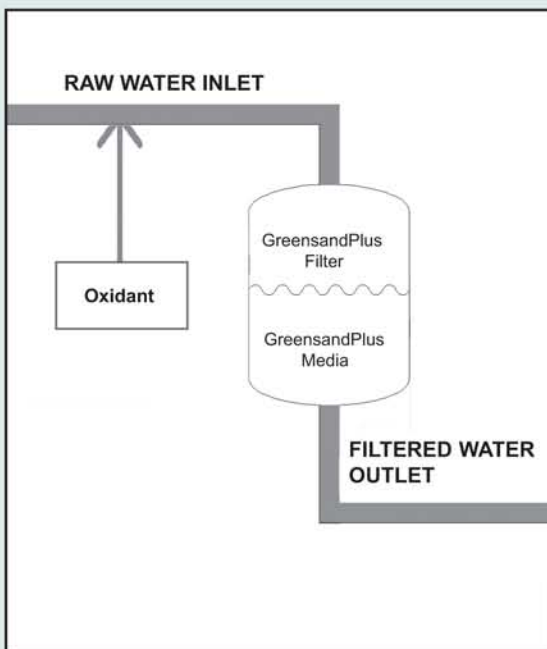 RAW WATER INLET
Oxidant
GreensandPlus
Filter
GreensandPlus
Media
FILTERED WATER
OUTLET